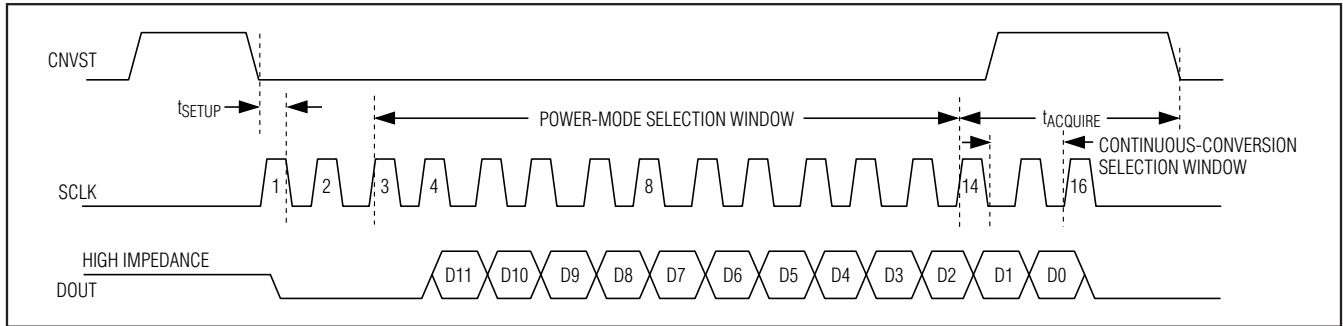 CNVST
tSETUP
POWER-MODE SELECTION WINDOW
tACQUIRE
CONTINUOUS-CONVERSION
SELECTION WINDOW
SCLK
1 2 3 4 8 14 16
HIGH IMPEDANCE
DOUT
D11 D10 D9 D8 D7 D6 D5 D4 D3 D2 D1 D0